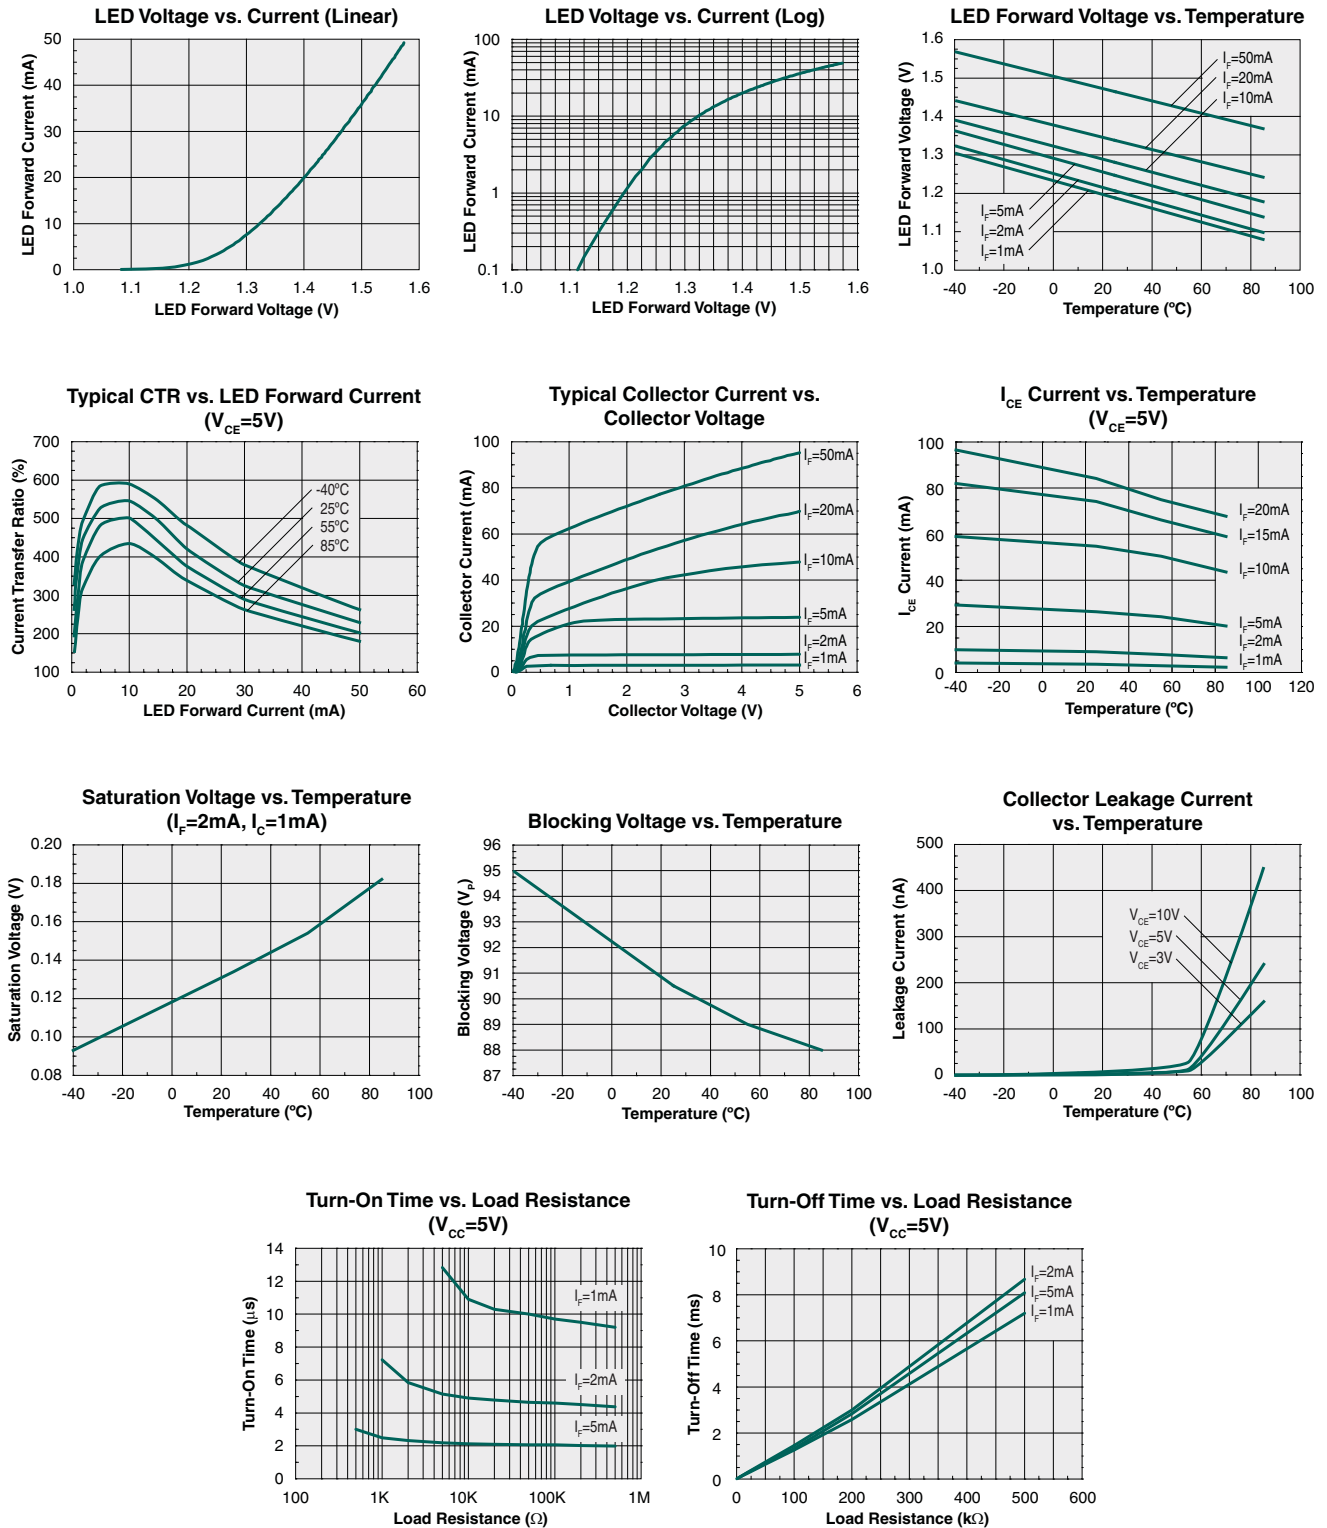 LED Voltage vs. Current (Linear)
LED Forward Current (mA)
50
40
30
20
10
0
1.0 1.1 1.2 1.3 1.4 1.5 1.6
LED Forward Voltage (V)
LED Voltage vs. Current (Log)
LED Forward Current (mA)
100
10
1
0.1
1.0 1.1 1.2 1.3 1.4 1.5 1.6
LED Forward Voltage (V)
LED Forward Voltage vs. Temperature
LED Forward Voltage (V)
1.6
1.5
1.4
1.3
1.2
1.1
1.0
IF=50mA
IF=20mA
IF=10mA
IF=5mA
IF=2mA
IF=1mA
-40 -20 0 20 40 60 80 100
Temperature (ºC)
Typical CTR vs. LED Forward Current
(VCE=5V)
Current Transfer Ratio (%)
700
600
500
400
300
200
100
-40ºC
25ºC
55ºC
85ºC
0 10 20 30 40 50 60
LED Forward Current (mA)
Typical Collector Current vs.
Collector Voltage
Collector Current (mA)
100
80
60
40
20
0
IF=50mA
IF=20mA
IF=10mA
IF=5mA
IF=2mA
IF=1mA
0 1 2 3 4 5 6
Collector Voltage (V)
ICE Current vs. Temperature
(VCE=5V)
ICE Current (mA)
100
80
60
40
20
0
IF=20mA
IF=15mA
IF=10mA
IF=5mA
IF=2mA
IF=1mA
-40 -20 0 20 40 60 80 100 120
Temperature (ºC)
Saturation Voltage vs. Temperature
(IF=2mA, IC=1mA)
Saturation Voltage (V)
0.20
0.18
0.16
0.14
0.12
0.10
0.08
-40 -20 0 20 40 60 80 100
Temperature (ºC)
Blocking Voltage vs. Temperature
Blocking Voltage (VP)
96
95
94
93
92
91
90
89
88
87
-40 -20 0 20 40 60 80 100
Temperature (ºC)
Collector Leakage Current
vs. Temperature
Leakage Current (nA)
500
400
300
200
100
0
VCE=10V
VCE=5V
VCE=3V
-40 -20 0 20 40 60 80 100
Temperature (ºC)
Turn-On Time vs. Load Resistance
(VCC=5V)
Turn-On Time (μs)
14
12
10
8
6
4
2
0
IF=1mA
IF=2mA
IF=5mA
100 1K 10K 100K 1M
Load Resistance (Ω)
Turn-Off Time vs. Load Resistance
(VCC=5V)
Turn-Off Time (ms)
10
8
6
4
2
0
IF=2mA
IF=5mA
IF=1mA
0 100 200 300 400 500 600
Load Resistance (kΩ)